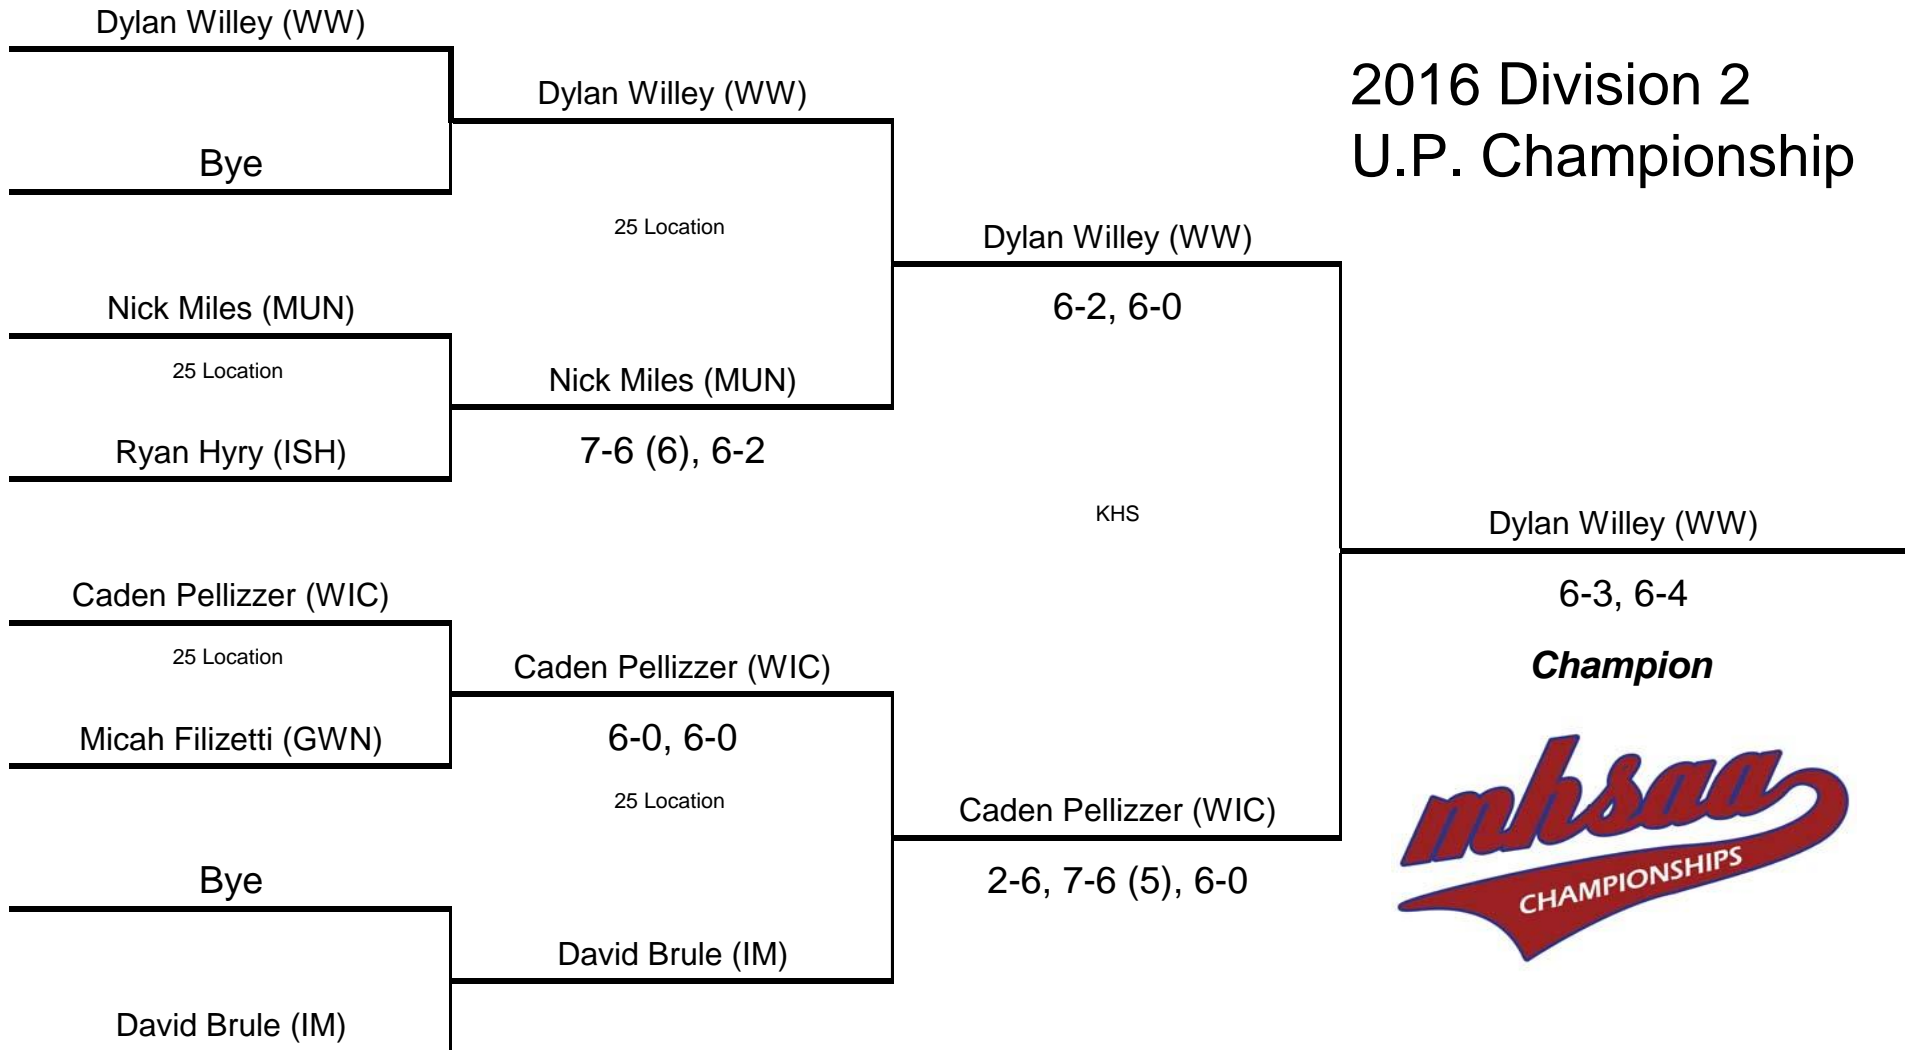 Dylan Willey (WW)
Bye
Nick Miles (MUN)
25 Location
Ryan Hyry (ISH)
Caden Pellizzer (WIC)
25 Location
Micah Filizetti (GWN)
Bye
David Brule (IM)
Dylan Willey (WW)
25 Location
Nick Miles (MUN)
7-6 (6), 6-2
Caden Pellizzer (WIC)
6-0, 6-0
25 Location
David Brule (IM)
Dylan Willey (WW)
6-2, 6-0
KHS
Caden Pellizzer (WIC)
2-6, 7-6 (5), 6-0
2016 Division 2
U.P. Championship
Dylan Willey (WW)
6-3, 6-4
Champion
mhsaa
CHAMPIONSHIPS